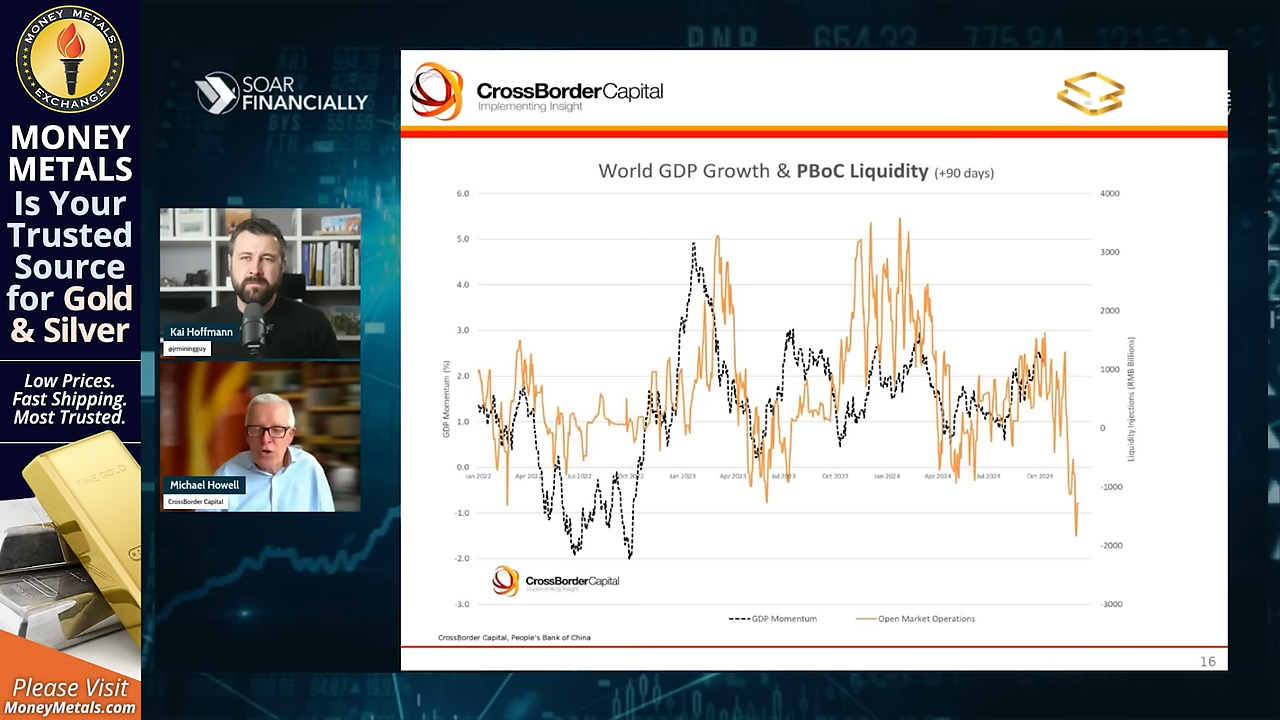 MONEY METALS
EXCHANGE
MONEY
METALS
Is Your
Trusted
Source
for Gold
& Silver
Low Prices.
Fast Shipping.
Most Trusted.
FINE GOLD
Please Visit
MoneyMetals.com
SOAR
FINANCIALLY
Kai Hoffmann
@jrminingguy
Michael Howell
CrossBorder Capital
CrossBorderCapital
Implementing Insight
World GDP Growth & PBoC Liquidity (+90 days)
6.0
5.0
4.0
3.0
2.0
1.0
0.0
-1.0
-2.0
-3.0
GDP Momentum (%)
Jan 2022 Apr 2022 Jul 2022 Oct 2022 Jan 2023 Apr 2023 Jul 2023 Oct 2023 Jan 2024 Apr 2024 Jul 2024 Oct 2024
4000
3000
2000
1000
0
-1000
-2000
-3000
Liquidity Injections (RMB Billions)
CrossBorderCapital
Implementing Insight
GDP Momentum Open Market Operations
CrossBorder Capital, People's Bank of China
16